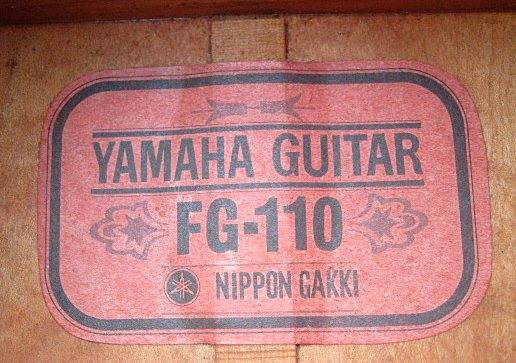 YAMAHA GUITAR
FG-110
NIPPON GAKKI